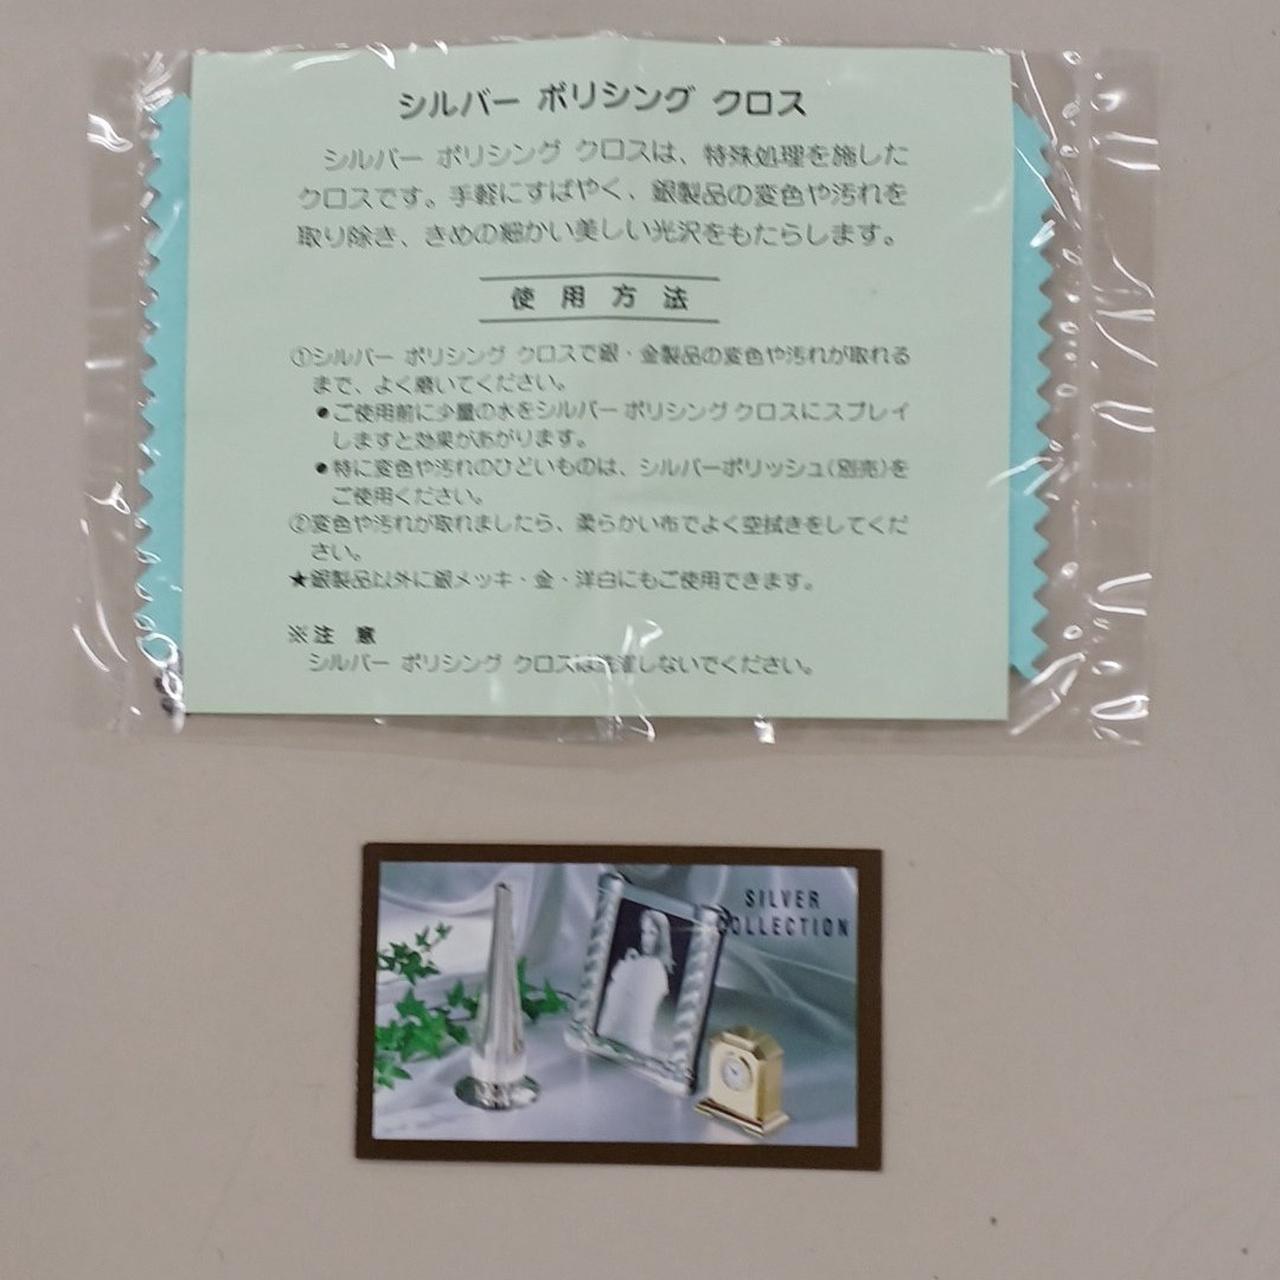 シルバー ポリシング クロス
シルバー ポリシング クロスは、特殊処理を施した
クロスです。手軽にすばやく、銀製品の変色や汚れを
取り除き、きめの細かい美しい光沢をもたらします。
使用方法
①シルバー ポリシング クロスで銀・金製品の変色や汚れが取れる
まで、よく磨いてください。
●ご使用前に少量の水をシルバー ポリシング クロスにスプレイ
しますと効果があがります。
●特に変色や汚れのひどいものは、シルバーポリッシュ(別売)を
ご使用ください。
②変色や汚れが取れましたら、柔らかい布でよく空拭きをしてくだ
さい。
★銀製品以外に銀メッキ・金・洋白にもご使用できます。
※注 意
シルバー ポリシング クロスは洗濯しないでください。
SILVER
COLLECTION